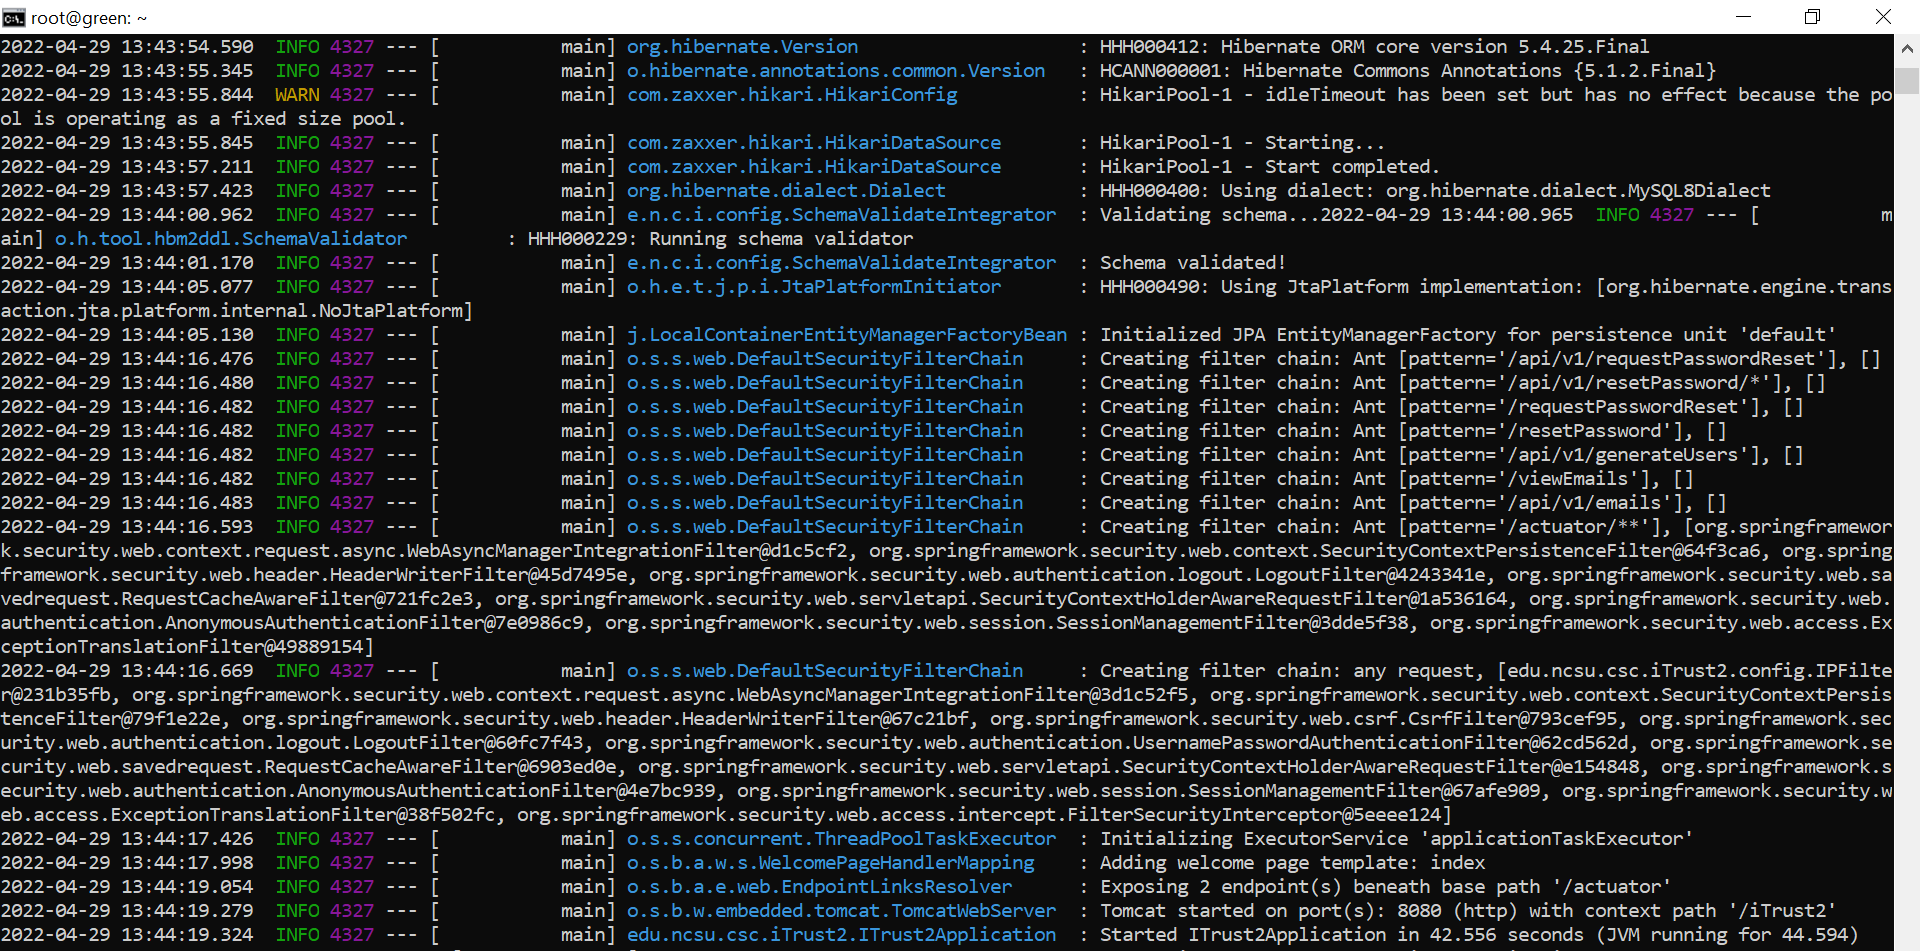 root@green: ~
2022-04-29 13:43:54.590  INFO 4327 --- [           main] org.hibernate.Version                    : HHH000412: Hibernate ORM core version 5.4.25.Final
2022-04-29 13:43:55.345  INFO 4327 --- [           main] o.hibernate.annotations.common.Version   : HCANN000001: Hibernate Commons Annotations {5.1.2.Final}
2022-04-29 13:43:55.844  WARN 4327 --- [           main] com.zaxxer.hikari.HikariConfig           : HikariPool-1 - idleTimeout has been set but has no effect because the po
ol is operating as a fixed size pool.
2022-04-29 13:43:55.845  INFO 4327 --- [           main] com.zaxxer.hikari.HikariDataSource       : HikariPool-1 - Starting...
2022-04-29 13:43:57.211  INFO 4327 --- [           main] com.zaxxer.hikari.HikariDataSource       : HikariPool-1 - Start completed.
2022-04-29 13:43:57.423  INFO 4327 --- [           main] org.hibernate.dialect.Dialect            : HHH000400: Using dialect: org.hibernate.dialect.MySQL8Dialect
2022-04-29 13:44:00.962  INFO 4327 --- [           main] e.n.c.i.config.SchemaValidateIntegrator  : Validating schema...2022-04-29 13:44:00.965  INFO 4327 --- [           m
ain] o.h.tool.hbm2ddl.SchemaValidator         : HHH000229: Running schema validator
2022-04-29 13:44:01.170  INFO 4327 --- [           main] e.n.c.i.config.SchemaValidateIntegrator  : Schema validated!
2022-04-29 13:44:05.077  INFO 4327 --- [           main] o.h.e.t.j.p.i.JtaPlatformInitiator       : HHH000490: Using JtaPlatform implementation: [org.hibernate.engine.trans
action.jta.platform.internal.NoJtaPlatform]
2022-04-29 13:44:05.130  INFO 4327 --- [           main] j.LocalContainerEntityManagerFactoryBean : Initialized JPA EntityManagerFactory for persistence unit 'default'
2022-04-29 13:44:16.476  INFO 4327 --- [           main] o.s.s.web.DefaultSecurityFilterChain     : Creating filter chain: Ant [pattern='/api/v1/requestPasswordReset'], []
2022-04-29 13:44:16.480  INFO 4327 --- [           main] o.s.s.web.DefaultSecurityFilterChain     : Creating filter chain: Ant [pattern='/api/v1/resetPassword/*'], []
2022-04-29 13:44:16.482  INFO 4327 --- [           main] o.s.s.web.DefaultSecurityFilterChain     : Creating filter chain: Ant [pattern='/requestPasswordReset'], []
2022-04-29 13:44:16.482  INFO 4327 --- [           main] o.s.s.web.DefaultSecurityFilterChain     : Creating filter chain: Ant [pattern='/resetPassword'], []
2022-04-29 13:44:16.482  INFO 4327 --- [           main] o.s.s.web.DefaultSecurityFilterChain     : Creating filter chain: Ant [pattern='/api/v1/generateUsers'], []
2022-04-29 13:44:16.482  INFO 4327 --- [           main] o.s.s.web.DefaultSecurityFilterChain     : Creating filter chain: Ant [pattern='/viewEmails'], []
2022-04-29 13:44:16.483  INFO 4327 --- [           main] o.s.s.web.DefaultSecurityFilterChain     : Creating filter chain: Ant [pattern='/api/v1/emails'], []
2022-04-29 13:44:16.593  INFO 4327 --- [           main] o.s.s.web.DefaultSecurityFilterChain     : Creating filter chain: Ant [pattern='/actuator/**'], [org.springframewor
k.security.web.context.request.async.WebAsyncManagerIntegrationFilter@d1c5cf2, org.springframework.security.web.context.SecurityContextPersistenceFilter@64f3ca6, org.spring
framework.security.web.header.HeaderWriterFilter@45d7495e, org.springframework.security.web.authentication.logout.LogoutFilter@4243341e, org.springframework.security.web.sa
vedrequest.RequestCacheAwareFilter@721fc2e3, org.springframework.security.web.servletapi.SecurityContextHolderAwareRequestFilter@1a536164, org.springframework.security.web.
authentication.AnonymousAuthenticationFilter@7e0986c9, org.springframework.security.web.session.SessionManagementFilter@3dde5f38, org.springframework.security.web.access.Ex
ceptionTranslationFilter@49889154]
2022-04-29 13:44:16.669  INFO 4327 --- [           main] o.s.s.web.DefaultSecurityFilterChain     : Creating filter chain: any request, [edu.ncsu.csc.iTrust2.config.IPFilte
r@231b35fb, org.springframework.security.web.context.request.async.WebAsyncManagerIntegrationFilter@3d1c52f5, org.springframework.security.web.context.SecurityContextPersis
tenceFilter@79f1e22e, org.springframework.security.web.header.HeaderWriterFilter@67c21bf, org.springframework.security.web.csrf.CsrfFilter@793cef95, org.springframework.sec
urity.web.authentication.logout.LogoutFilter@60fc7f43, org.springframework.security.web.authentication.UsernamePasswordAuthenticationFilter@62cd562d, org.springframework.se
curity.web.savedrequest.RequestCacheAwareFilter@6903ed0e, org.springframework.security.web.servletapi.SecurityContextHolderAwareRequestFilter@e154848, org.springframework.s
ecurity.web.authentication.AnonymousAuthenticationFilter@4e7bc939, org.springframework.security.web.session.SessionManagementFilter@67afe909, org.springframework.security.w
eb.access.ExceptionTranslationFilter@38f502fc, org.springframework.security.web.access.intercept.FilterSecurityInterceptor@5eeee124]
2022-04-29 13:44:17.426  INFO 4327 --- [           main] o.s.s.concurrent.ThreadPoolTaskExecutor  : Initializing ExecutorService 'applicationTaskExecutor'
2022-04-29 13:44:17.998  INFO 4327 --- [           main] o.s.b.a.w.s.WelcomePageHandlerMapping    : Adding welcome page template: index
2022-04-29 13:44:19.054  INFO 4327 --- [           main] o.s.b.a.e.web.EndpointLinksResolver      : Exposing 2 endpoint(s) beneath base path '/actuator'
2022-04-29 13:44:19.279  INFO 4327 --- [           main] o.s.b.w.embedded.tomcat.TomcatWebServer  : Tomcat started on port(s): 8080 (http) with context path '/iTrust2'
2022-04-29 13:44:19.324  INFO 4327 --- [           main] edu.ncsu.csc.iTrust2.ITrust2Application  : Started ITrust2Application in 42.556 seconds (JVM running for 44.594)